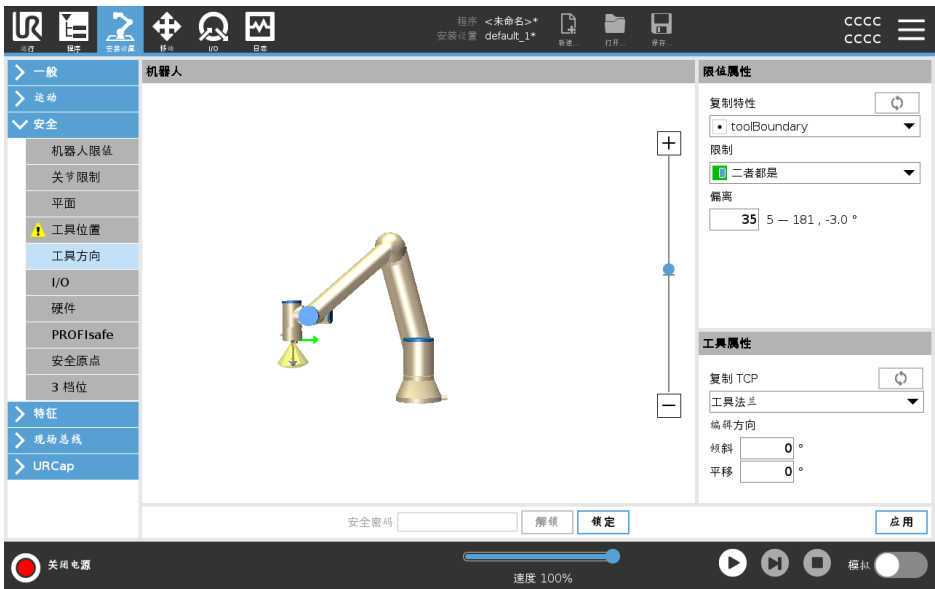 程序 <未命名>*
安装设置 default_1*
运行
程序
安装设置
移动
I/O
日志
新建...
打开...
保存...
cccc
cccc
一般
运动
安全
机器人限值
关节限制
平面
工具位置
工具方向
I/O
硬件
PROFIsafe
安全原点
3 档位
特征
现场总线
URCap
机器人
限值属性
复制特性
toolBoundary
限制
二者都是
偏离
35 5 — 181 , -3.0 °
工具属性
复制 TCP
工具法兰
编辑方向
倾斜 0 °
平移 0 °
安全密码
解锁
锁定
应用
关闭电源
速度 100%
模拟